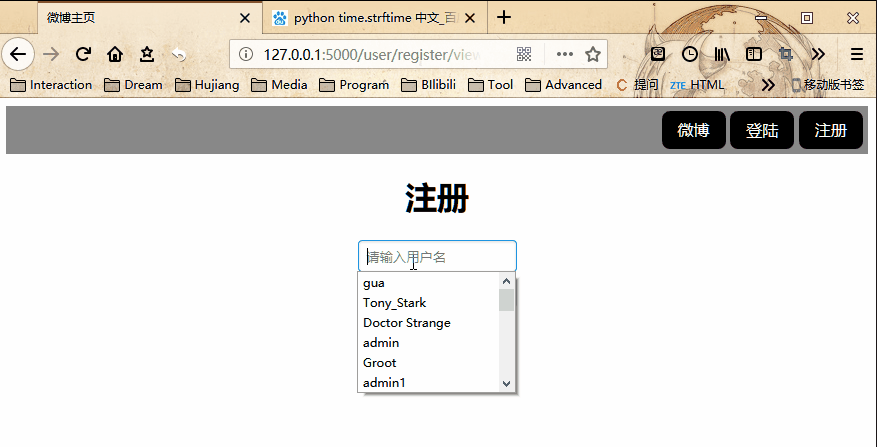 微博主页
python time.strftime 中文_百
127.0.0.1:5000/user/register/view
Interaction Dream Hujiang Media Program BIlibili Tool Advanced 提问 ZTE HTML 移动版书签
微博 登陆 注册
注册
请输入用户名
gua
Tony_Stark
Doctor Strange
admin
Groot
admin1